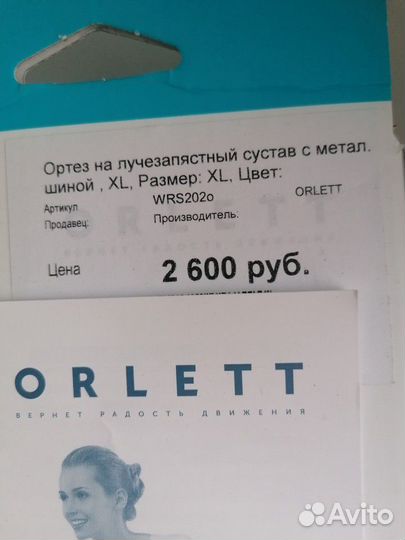 Ортез на лучезапястный сустав с метал.
шиной , XL, Размер: XL, Цвет:
Артикул WRS202о ORLETT
Продавец: Производитель:
Цена 2 600 руб.
ORLETT
ВЕРНЕТ РАДОСТЬ ДВИЖЕНИЯ
Avito